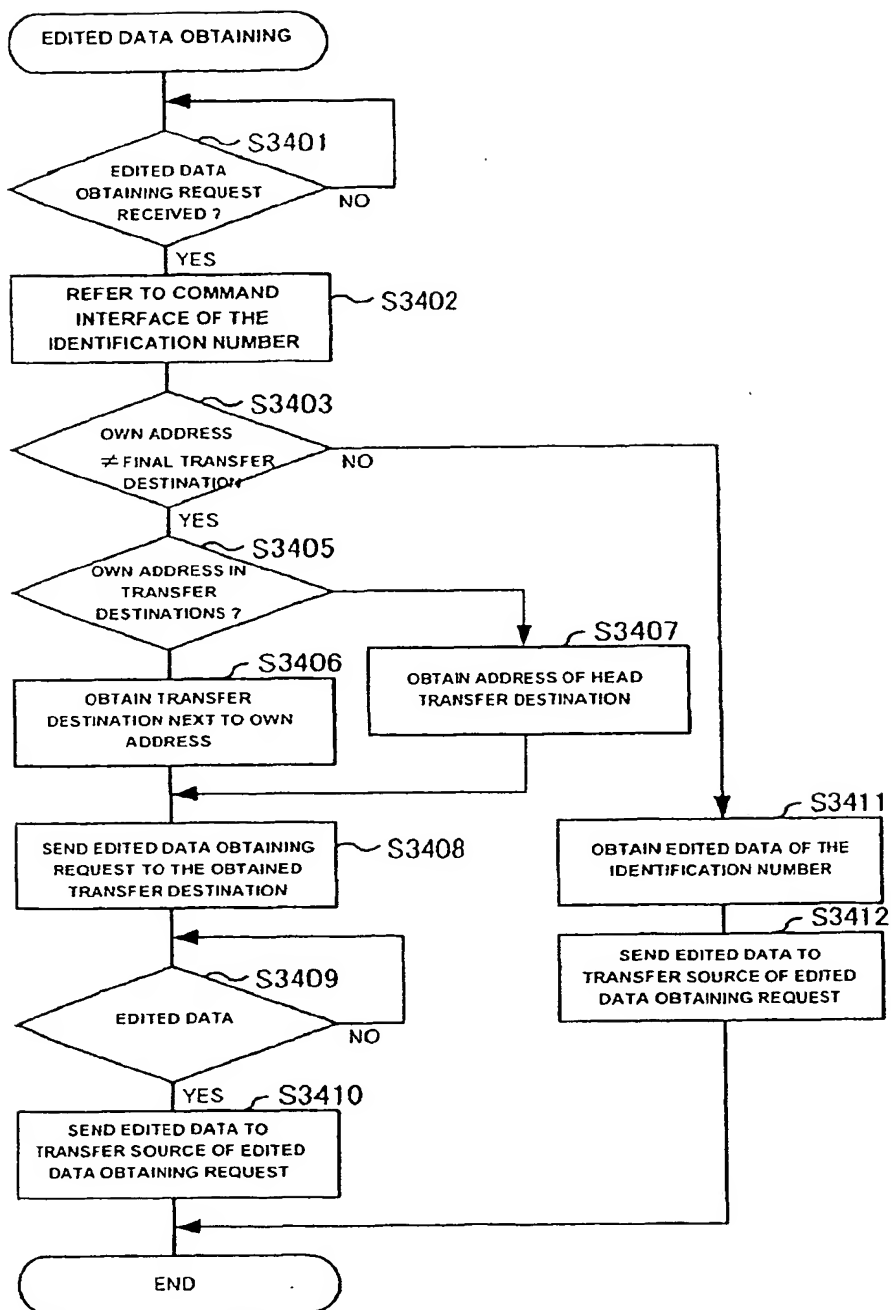 EDITED DATA OBTAINING
S3401
EDITED DATA
OBTAINING REQUEST
RECEIVED ?
NO
YES
REFER TO COMMAND
INTERFACE OF THE
IDENTIFICATION NUMBER
S3402
S3403
OWN ADDRESS
≠ FINAL TRANSFER
DESTINATION
NO
YES
S3405
OWN ADDRESS IN
TRANSFER
DESTINATIONS ?
S3407
OBTAIN ADDRESS OF HEAD
TRANSFER DESTINATION
S3406
OBTAIN TRANSFER
DESTINATION NEXT TO OWN
ADDRESS
S3408
SEND EDITED DATA OBTAINING
REQUEST TO THE OBTAINED
TRANSFER DESTINATION
S3411
OBTAIN EDITED DATA OF THE
IDENTIFICATION NUMBER
S3412
SEND EDITED DATA TO
TRANSFER SOURCE OF EDITED
DATA OBTAINING REQUEST
S3409
EDITED DATA
NO
YES
S3410
SEND EDITED DATA TO
TRANSFER SOURCE OF EDITED
DATA OBTAINING REQUEST
END